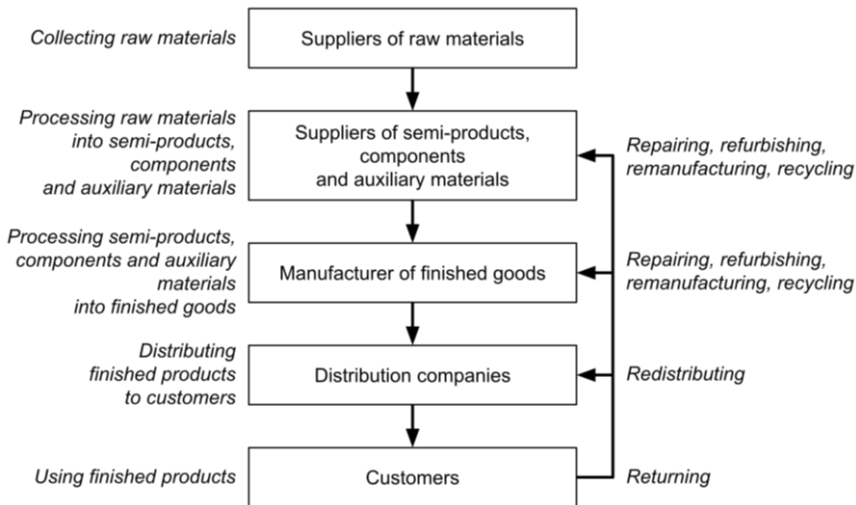 Collecting raw materials
Suppliers of raw materials
Processing raw materials
into semi-products,
components
and auxiliary materials
Suppliers of semi-products,
components
and auxiliary materials
Repairing, refurbishing,
remanufacturing, recycling
Processing semi-products,
components and auxiliary
materials
into finished goods
Manufacturer of finished goods
Repairing, refurbishing,
remanufacturing, recycling
Distributing
finished products
to customers
Distribution companies
Redistributing
Using finished products
Customers
Returning